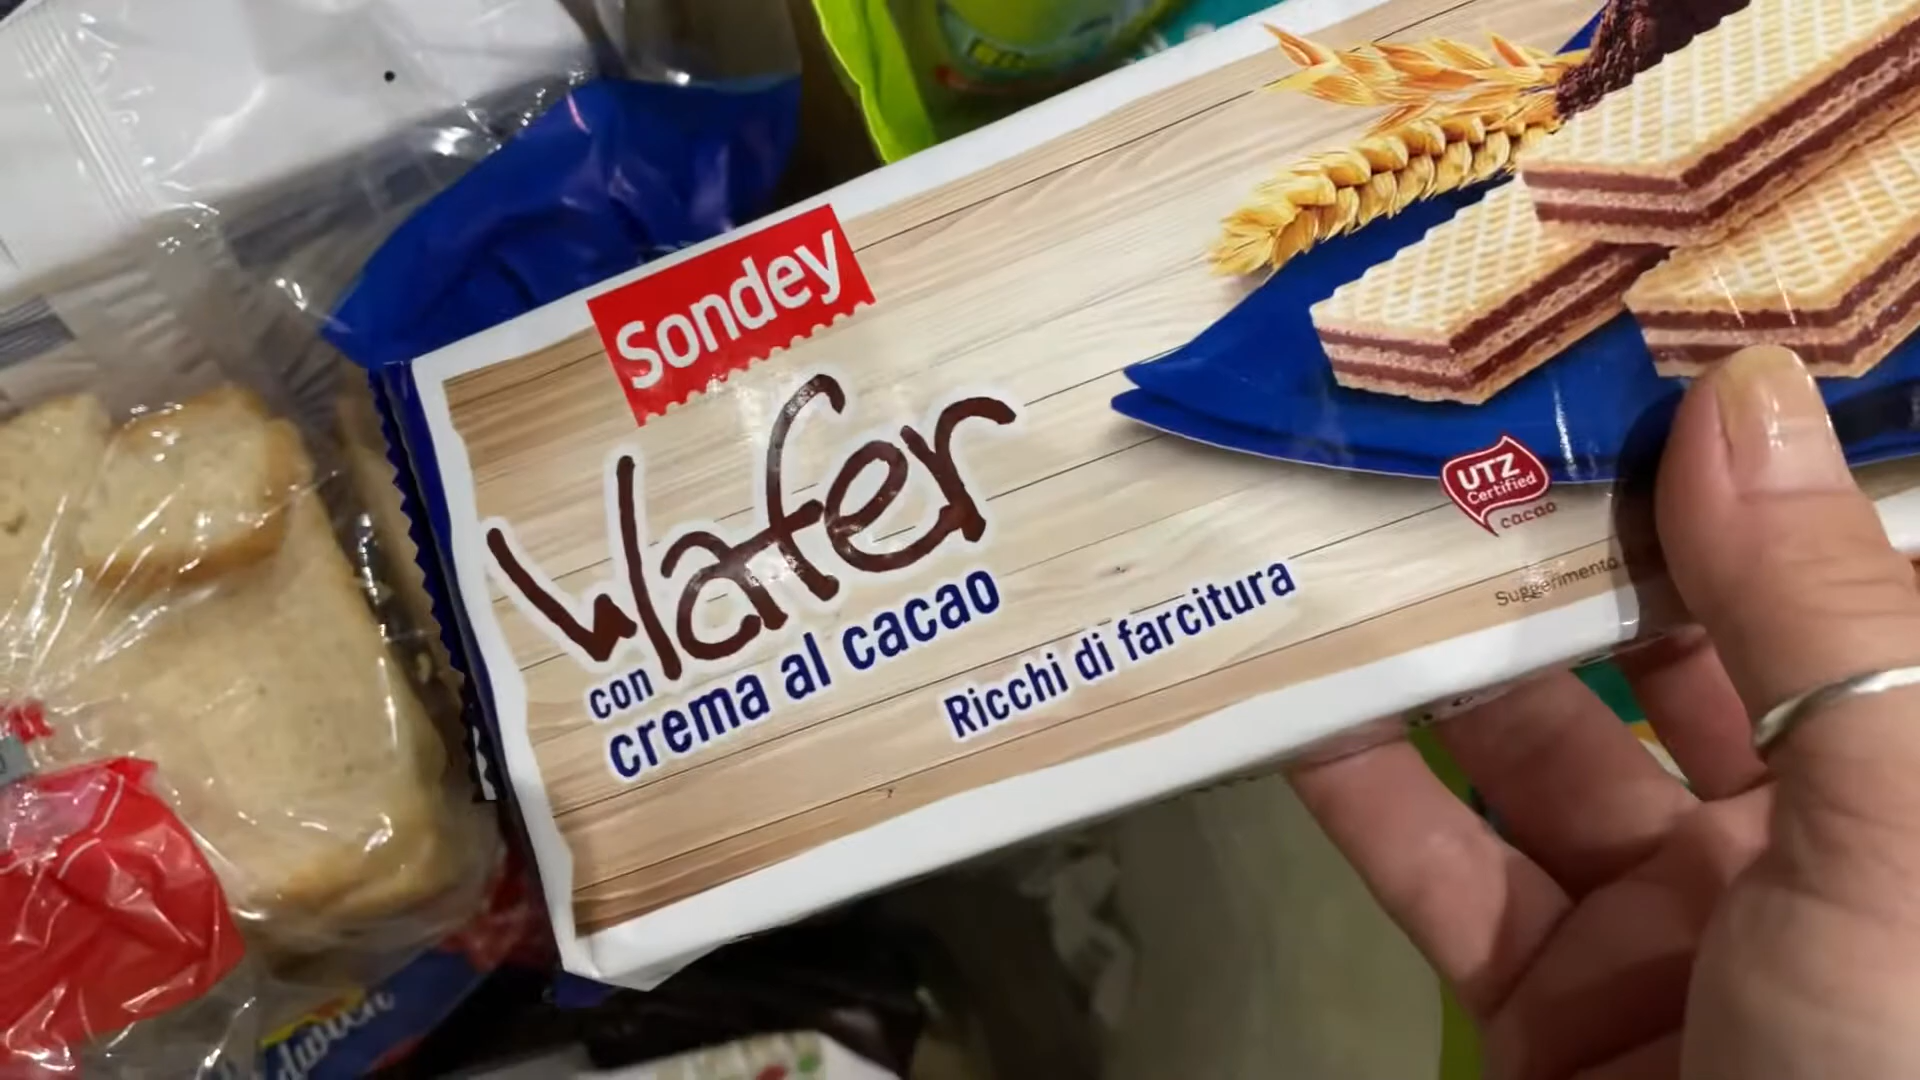 Sondey
Wafer
con
crema al cacao
Ricchi di farcitura
UTZ
Certified
cacao
Suggerimento